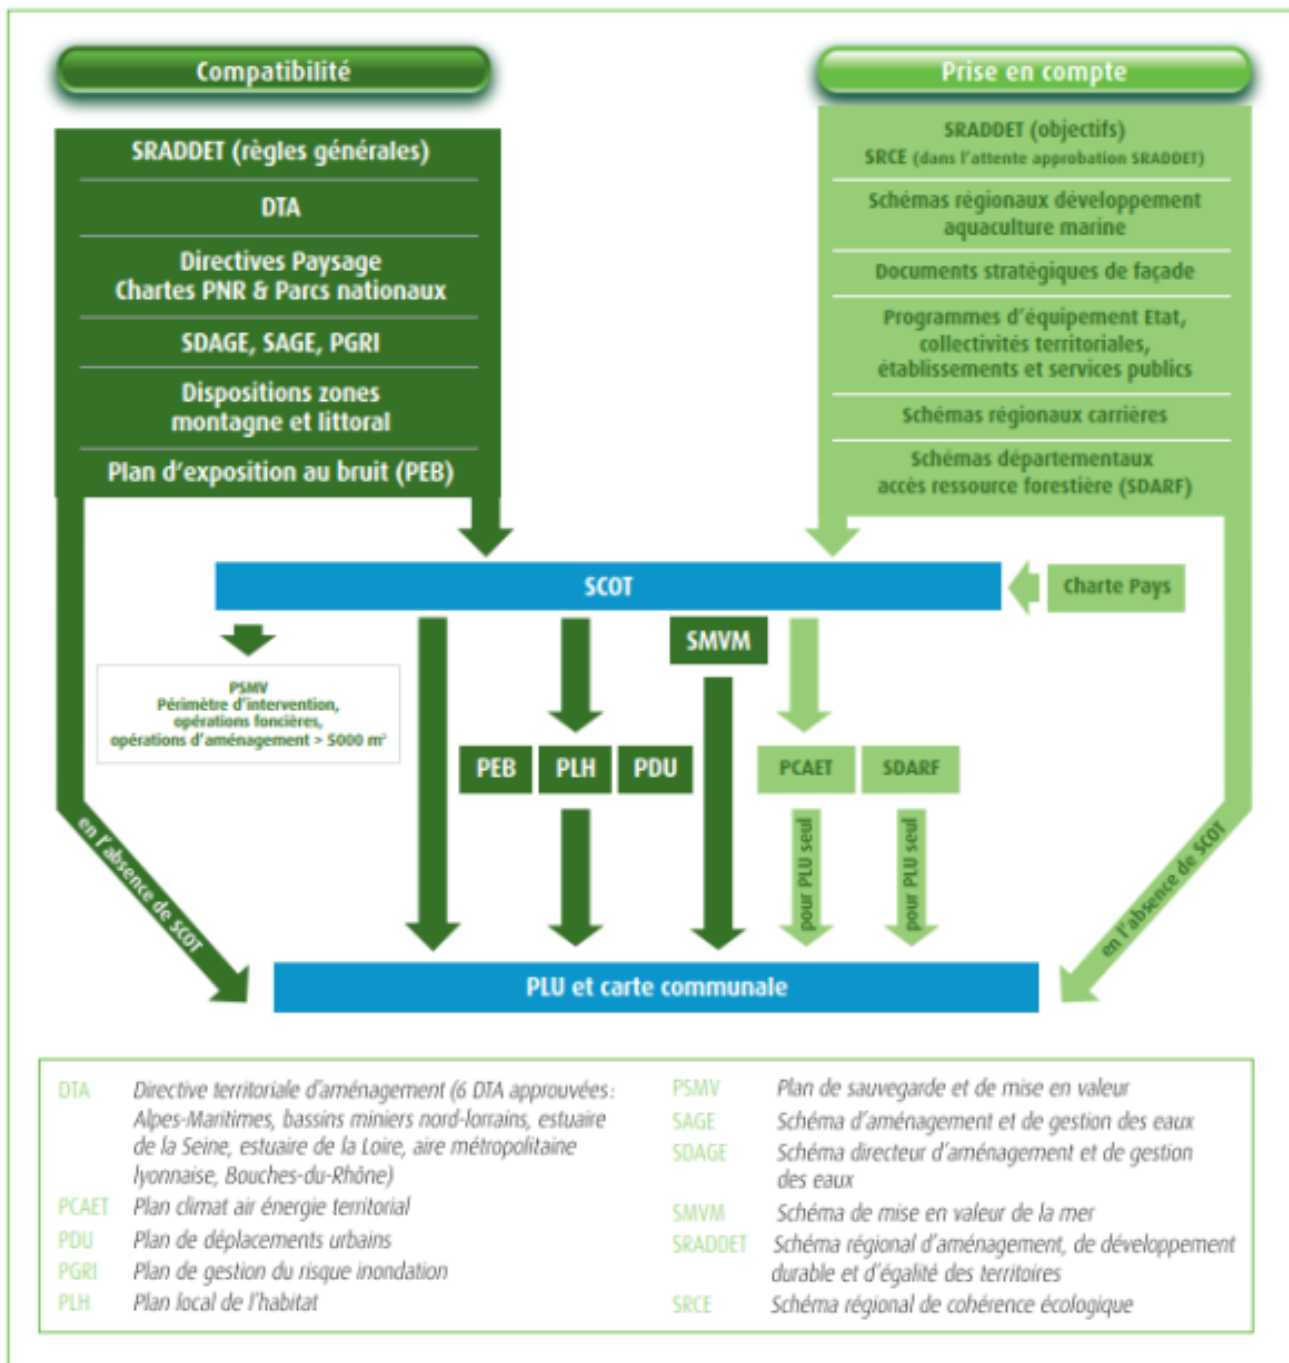 Compatibilité
SRADDET (règles générales)
DTA
Directives Paysage
Chartes PNR & Parcs nationaux
SDAGE, SAGE, PGRI
Dispositions zones
montagne et littoral
Plan d'exposition au bruit (PEB)
Prise en compte
SRADDET (objectifs)
SRCE (dans l'attente approbation SRADDET)
Schémas régionaux développement
aquaculture marine
Documents stratégiques de façade
Programmes d'équipement Etat,
collectivités territoriales,
établissements et services publics
Schémas régionaux carrières
Schémas départementaux
accès ressource forestière (SDARF)
SCOT
Charte Pays
SMVM
PSMV
Périmètre d'intervention,
opérations foncières,
opérations d'aménagement > 5000 m²
PEB
PLH
PDU
PCAET
SDARF
en l'absence de SCOT
pour PLU seul
pour PLU seul
en l'absence de SCOT
PLU et carte communale
DTA Directive territoriale d'aménagement (6 DTA approuvées :
Alpes-Maritimes, bassins miniers nord-lorrains, estuaire
de la Seine, estuaire de la Loire, aire métropolitaine
lyonnaise, Bouches-du-Rhône)
PCAET Plan climat air énergie territorial
PDU Plan de déplacements urbains
PGRI Plan de gestion du risque inondation
PLH Plan local de l'habitat
PSMV Plan de sauvegarde et de mise en valeur
SAGE Schéma d'aménagement et de gestion des eaux
SDAGE Schéma directeur d'aménagement et de gestion
des eaux
SMVM Schéma de mise en valeur de la mer
SRADDET Schéma régional d'aménagement, de développement
durable et d'égalité des territoires
SRCE Schéma régional de cohérence écologique